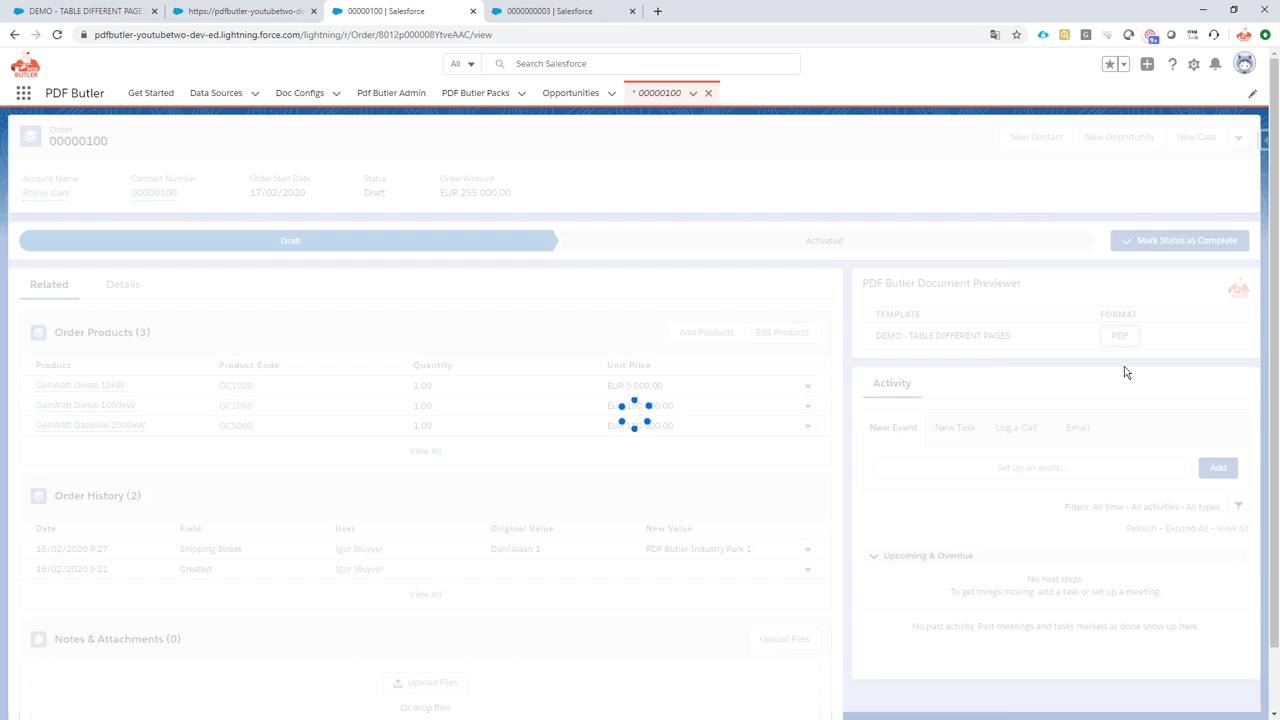 DEMO - TABLE DIFFERENT PAGES
https://pdfbutler-youtubetwo-de
00000100 | Salesforce
0000000003 | Salesforce
pdfbutler-youtubetwo-dev-ed.lightning.force.com/lightning/r/Order/8012p000008YtveAAC/view
9+
BUTLER
All
Search Salesforce
PDF Butler
Get Started
Data Sources
Doc Configs
Pdf Butler Admin
PDF Butler Packs
Opportunities
* 00000100
Order
00000100
New Contact
New Opportunity
New Case
Account Name
Contract Number
Order Start Date
Status
Order Amount
Rhino Cars
00000100
17/02/2020
Draft
EUR 255.000,00
Draft
Activated
Mark Status as Complete
Related
Details
Order Products (3)
Add Products
Edit Products
Product
Product Code
Quantity
Unit Price
GenWatt Diesel 10kW
GC1020
1,00
EUR 5.000,00
GenWatt Diesel 1000kW
GC1060
1,00
GenWatt Gasoline 2000kW
GC5060
1,00
View All
Order History (2)
Date
Field
User
Original Value
New Value
16/02/2020 9:27
Shipping Street
Igor Stuyver
Daniïalaan 1
PDF Butler Industry Park 1
16/02/2020 9:21
Created
Igor Stuyver
View All
Notes & Attachments (0)
Upload Files
Upload Files
Or drop files
PDF Butler Document Previewer
TEMPLATE
FORMAT
DEMO - TABLE DIFFERENT PAGES
PDF
Activity
New Event
New Task
Log a Call
Email
Set up an event...
Add
Filters: All time • All activities • All types
Refresh • Expand All • View All
Upcoming & Overdue
No next steps.
To get things moving, add a task or set up a meeting.
No past activity. Past meetings and tasks marked as done show up here.